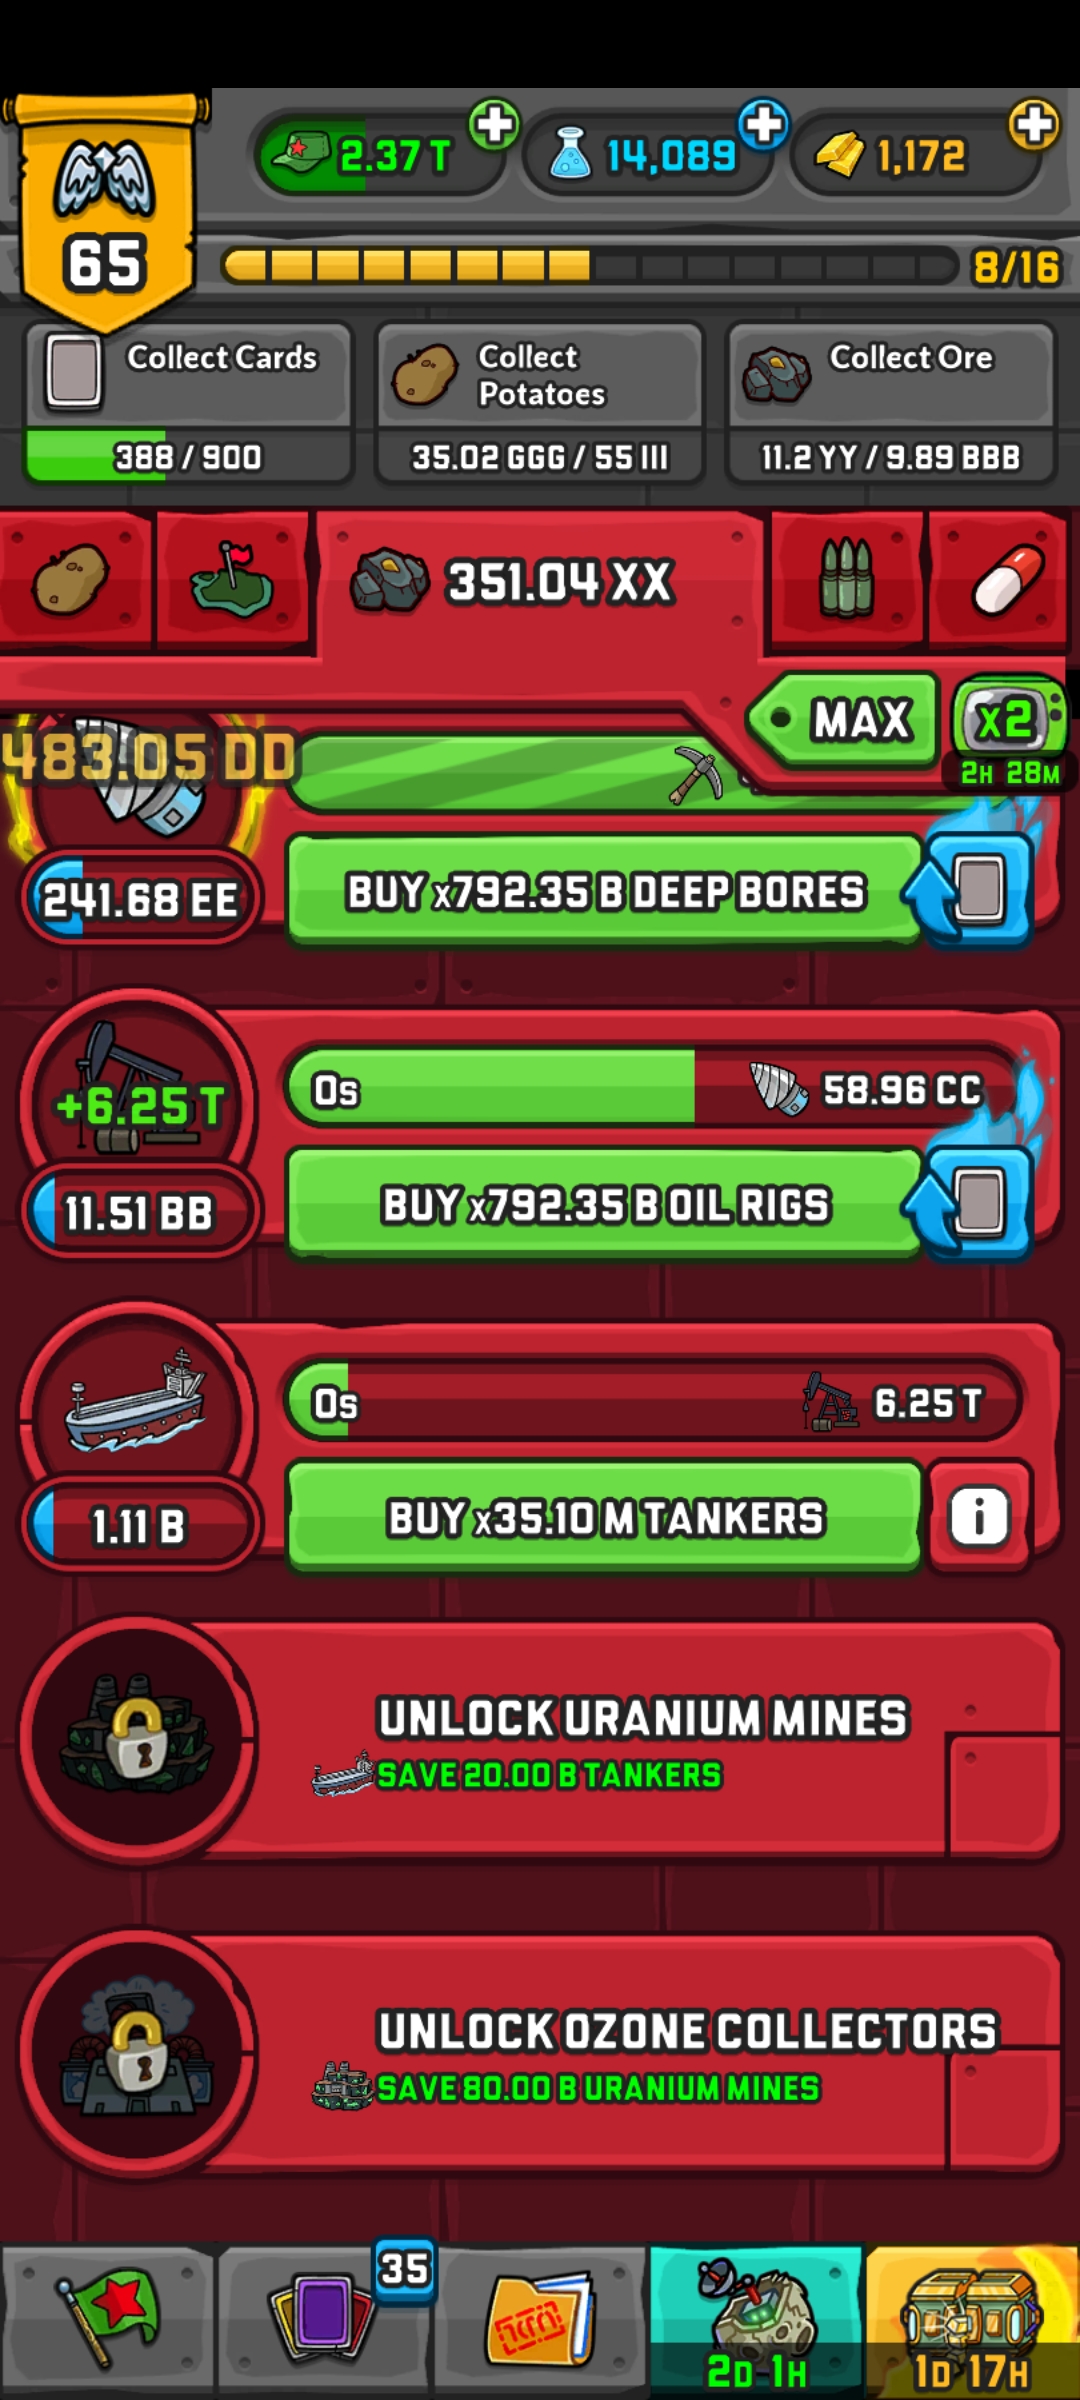 2.37 T
14,089
1,172
65
8/16
Collect Cards
388 / 900
Collect
Potatoes
35.02 GGG / 55 III
Collect Ore
11.2 YY / 9.89 BBB
351.04 XX
MAX
x2
2H 28M
483.05 DD
241.68 EE
BUY x792.35 B DEEP BORES
+6.25 T
0s
58.96 CC
11.51 BB
BUY x792.35 B OIL RIGS
0s
6.25 T
1.11 B
BUY x35.10 M TANKERS
i
UNLOCK URANIUM MINES
SAVE 20.00 B TANKERS
UNLOCK OZONE COLLECTORS
SAVE 80.00 B URANIUM MINES
35
2D 1H
1D 17H